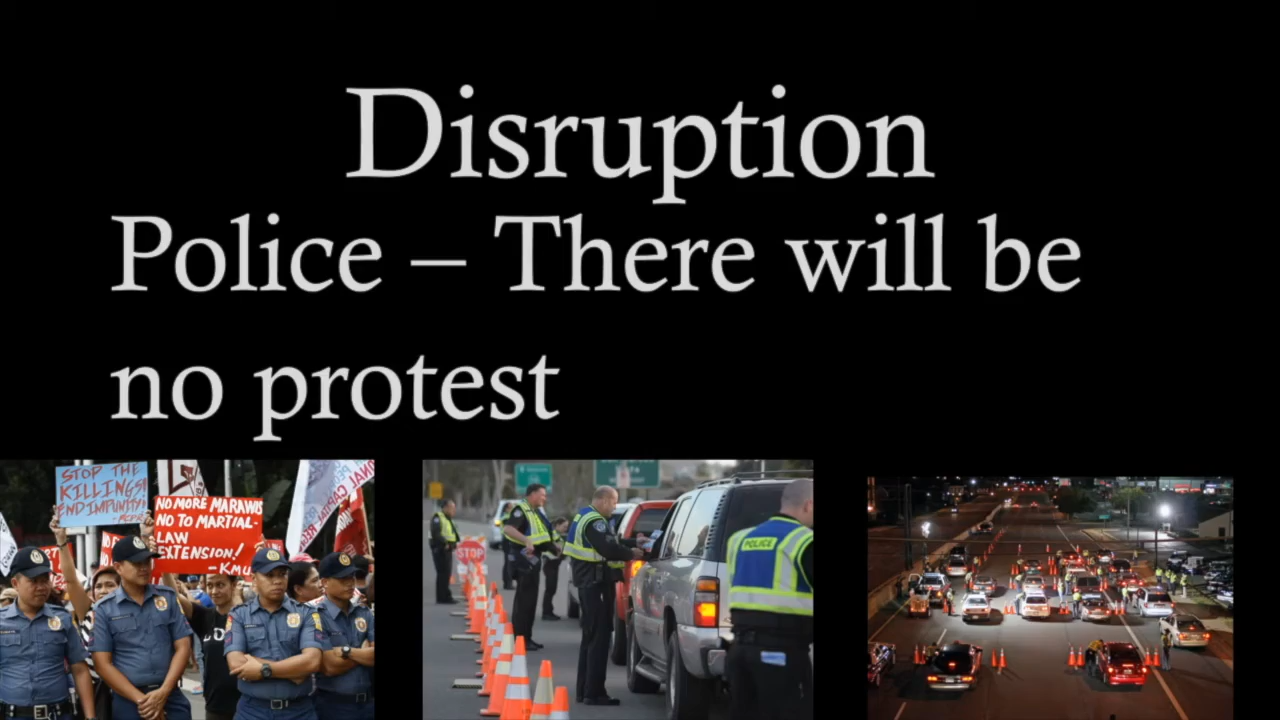 Disruption
Police – There will be
no protest
STOP THE
KILLINGS!
END IMPUNITY!
NO MORE MARAWIS
NO TO MARTIAL-
LAW
EXTENSION!
- KMU
STOP
POLICE